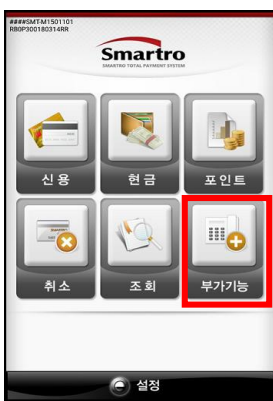 ####SMT-M1501101
RB0P300180314RR
Smartro
SMARTRO TOTAL PAYMENT SYSTEM
신용 현금 포인트
취소 조회 부가기능
설정